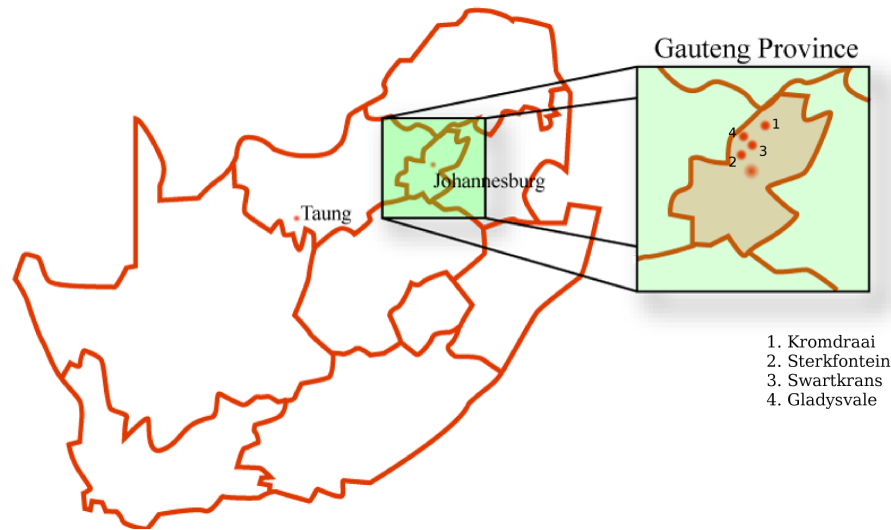 Gauteng Province
1
4
3
2
Johannesburg
Taung
1. Kromdraai
2. Sterkfontein
3. Swartkrans
4. Gladysvale